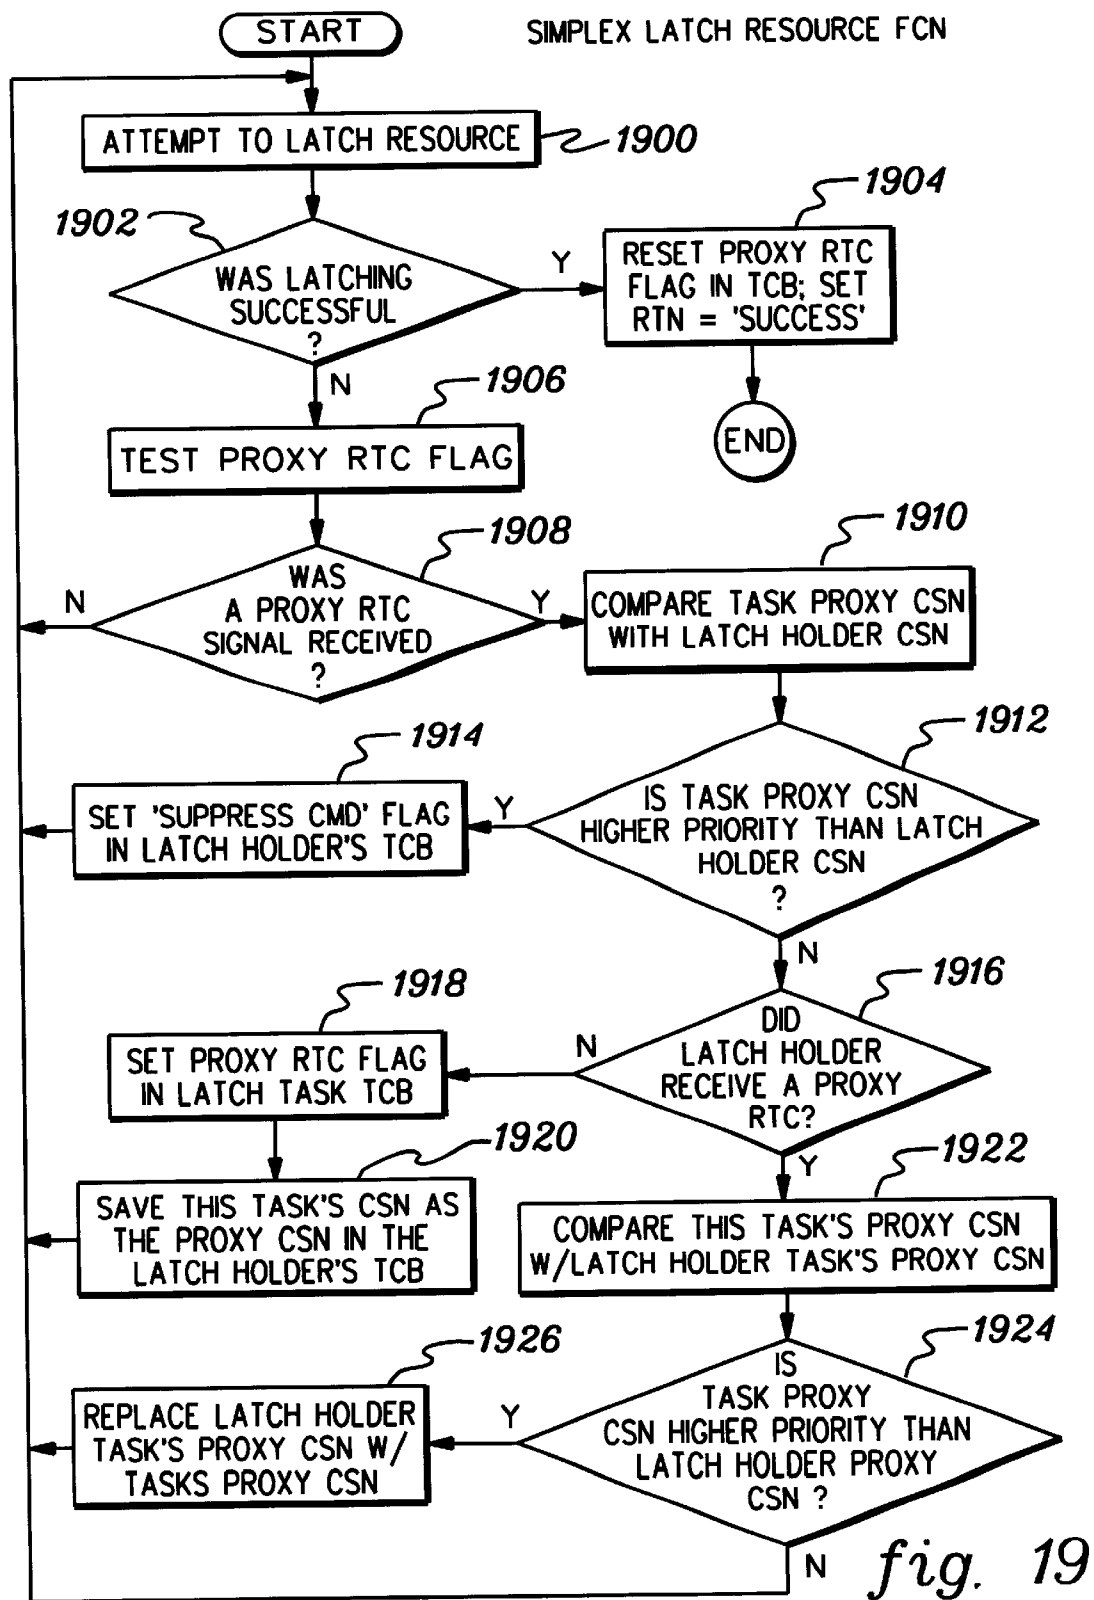 START
SIMPLEX LATCH RESOURCE FCN
ATTEMPT TO LATCH RESOURCE
1900
1902
WAS LATCHING
SUCCESSFUL
?
Y
1904
RESET PROXY RTC
FLAG IN TCB; SET
RTN = 'SUCCESS'
END
N
1906
TEST PROXY RTC FLAG
1908
WAS
A PROXY RTC
SIGNAL RECEIVED
?
N
Y
1910
COMPARE TASK PROXY CSN
WITH LATCH HOLDER CSN
1912
IS TASK PROXY CSN
HIGHER PRIORITY THAN LATCH
HOLDER CSN
?
Y
1914
SET 'SUPPRESS CMD' FLAG
IN LATCH HOLDER'S TCB
N
1916
DID
LATCH HOLDER
RECEIVE A PROXY
RTC?
N
1918
SET PROXY RTC FLAG
IN LATCH TASK TCB
1920
SAVE THIS TASK'S CSN AS
THE PROXY CSN IN THE
LATCH HOLDER'S TCB
Y
1922
COMPARE THIS TASK'S PROXY CSN
W/LATCH HOLDER TASK'S PROXY CSN
1924
IS
TASK PROXY
CSN HIGHER PRIORITY THAN
LATCH HOLDER PROXY
CSN ?
Y
1926
REPLACE LATCH HOLDER
TASK'S PROXY CSN W/
TASKS PROXY CSN
N
fig. 19